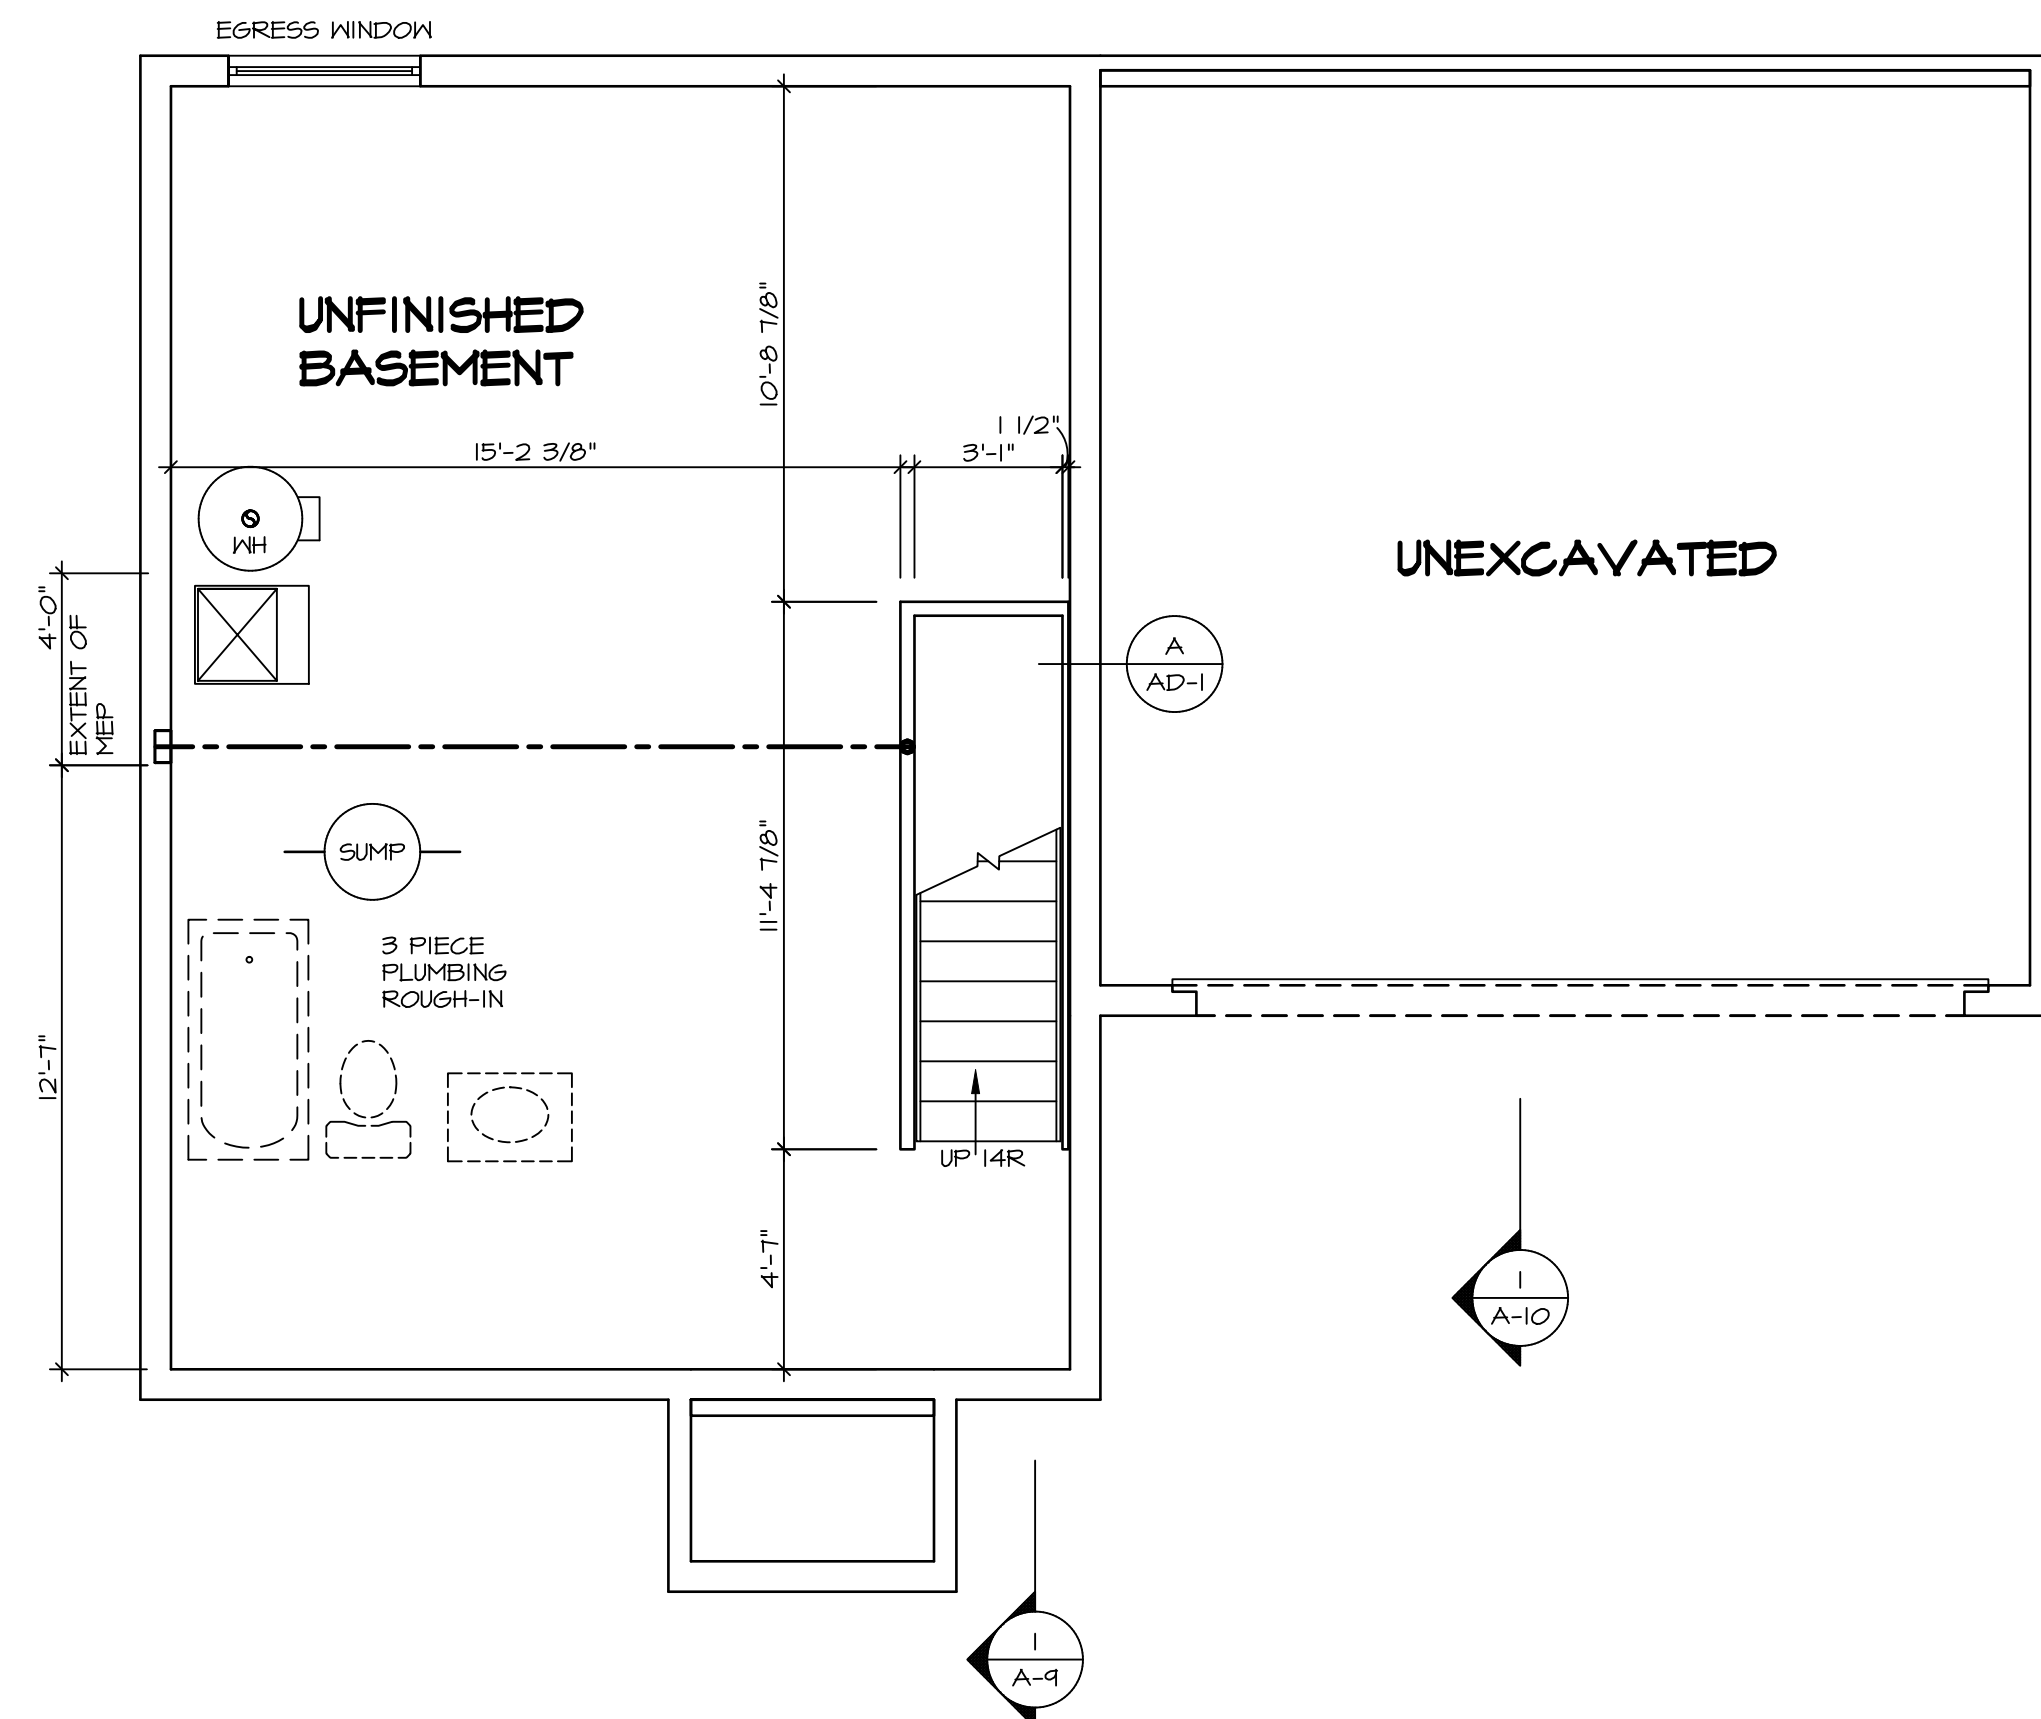 EGRESS WINDOW
UNFINISHED
BASEMENT
10'-8 7/8"
1 1/2"
15'-2 3/8"
3'-1"
WH
UNEXCAVATED
4'-0"
EXTENT OF
MEP
A
AD-1
SUMP
11'-4 7/8"
3 PIECE
PLUMBING
ROUGH-IN
12'-7"
UP 14R
4'-7"
1
A-10
1
A-9